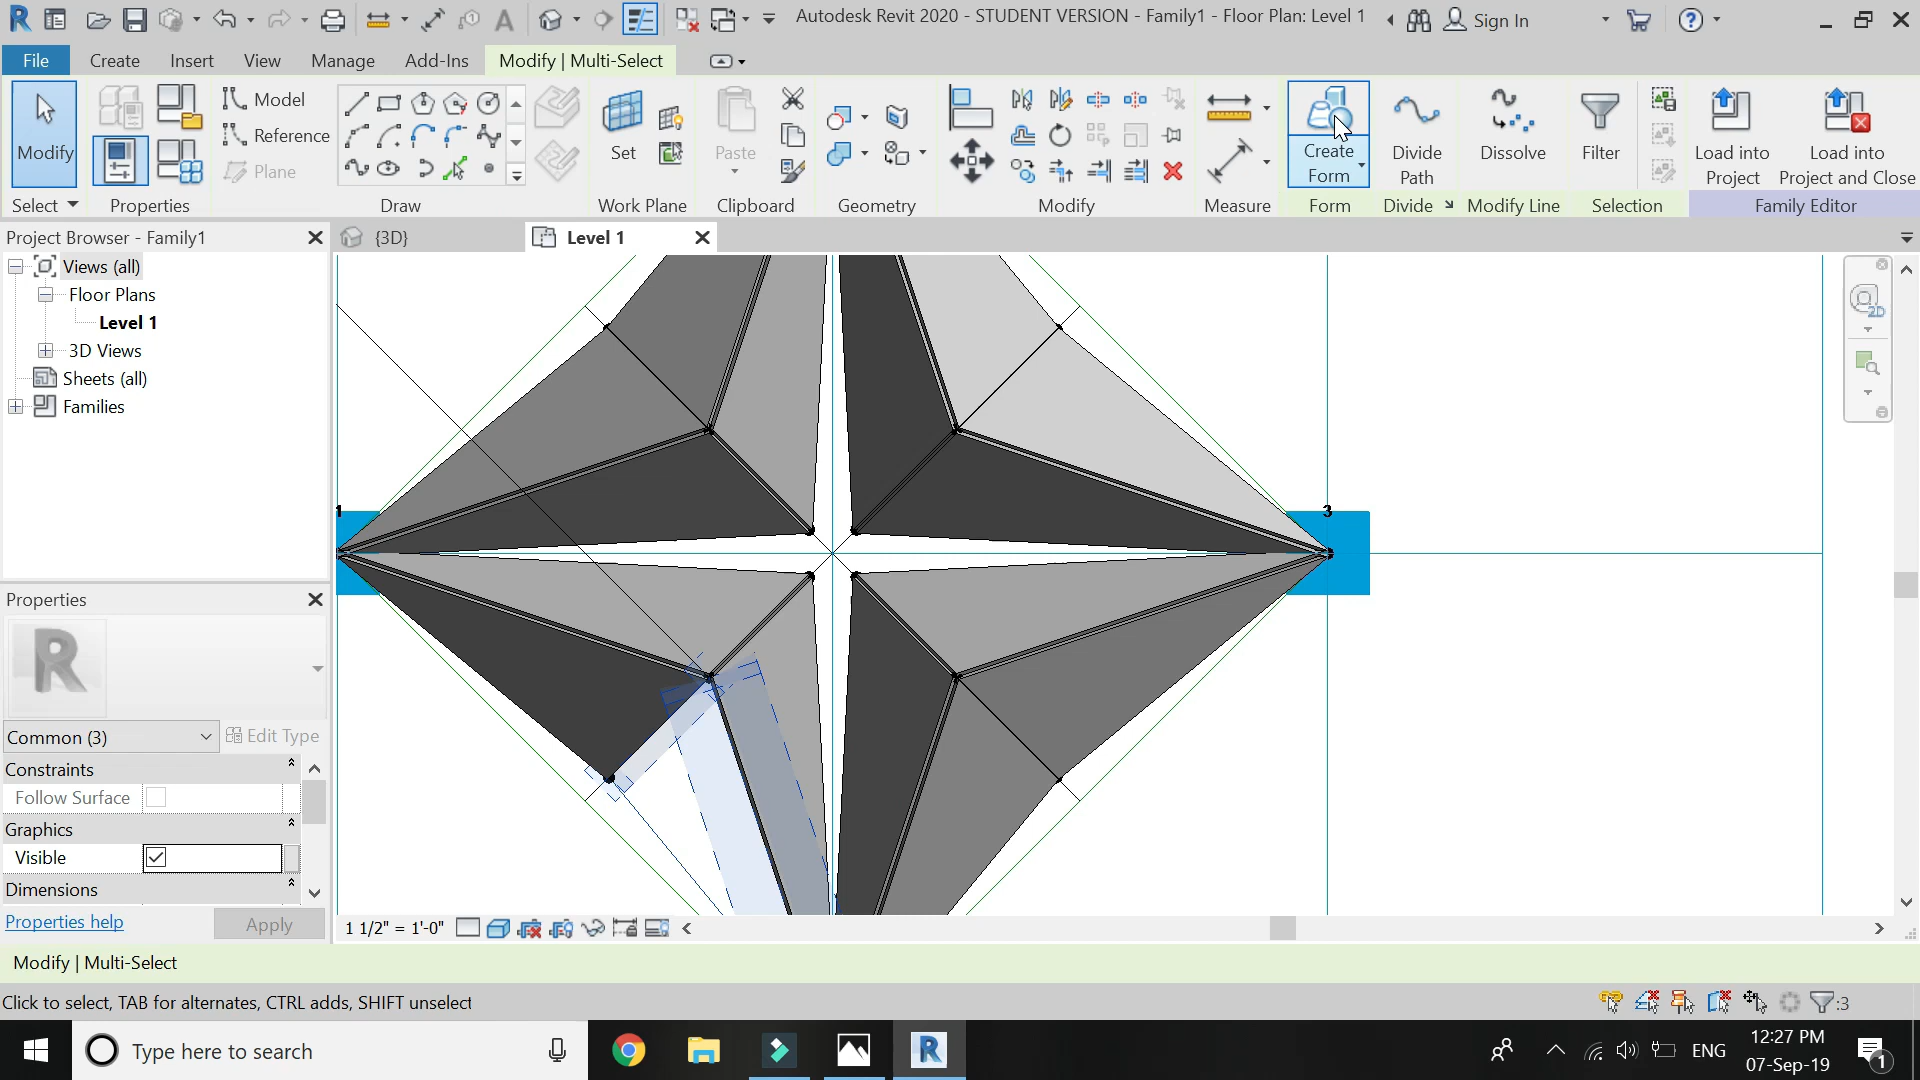 Autodesk Revit 2020 - STUDENT VERSION - Family1 - Floor Plan: Level 1
Sign In
File
Create
Insert
View
Manage
Add-Ins
Modify | Multi-Select
Modify
Model
Reference
Plane
Set
Paste
Create
Form
Divide
Path
Dissolve
Filter
Load into
Project
Load into
Project and Close
Select
Properties
Draw
Work Plane
Clipboard
Geometry
Modify
Measure
Form
Divide
Modify Line
Selection
Family Editor
Project Browser - Family1
{3D}
Level 1
Views (all)
Floor Plans
Level 1
3D Views
Sheets (all)
Families
2D
1
3
Properties
R
Common (3)
Edit Type
Constraints
Follow Surface
Graphics
Visible
Dimensions
Properties help
Apply
1 1/2" = 1'-0"
Modify | Multi-Select
Click to select, TAB for alternates, CTRL adds, SHIFT unselect
:3
Type here to search
ENG
12:27 PM
07-Sep-19
1